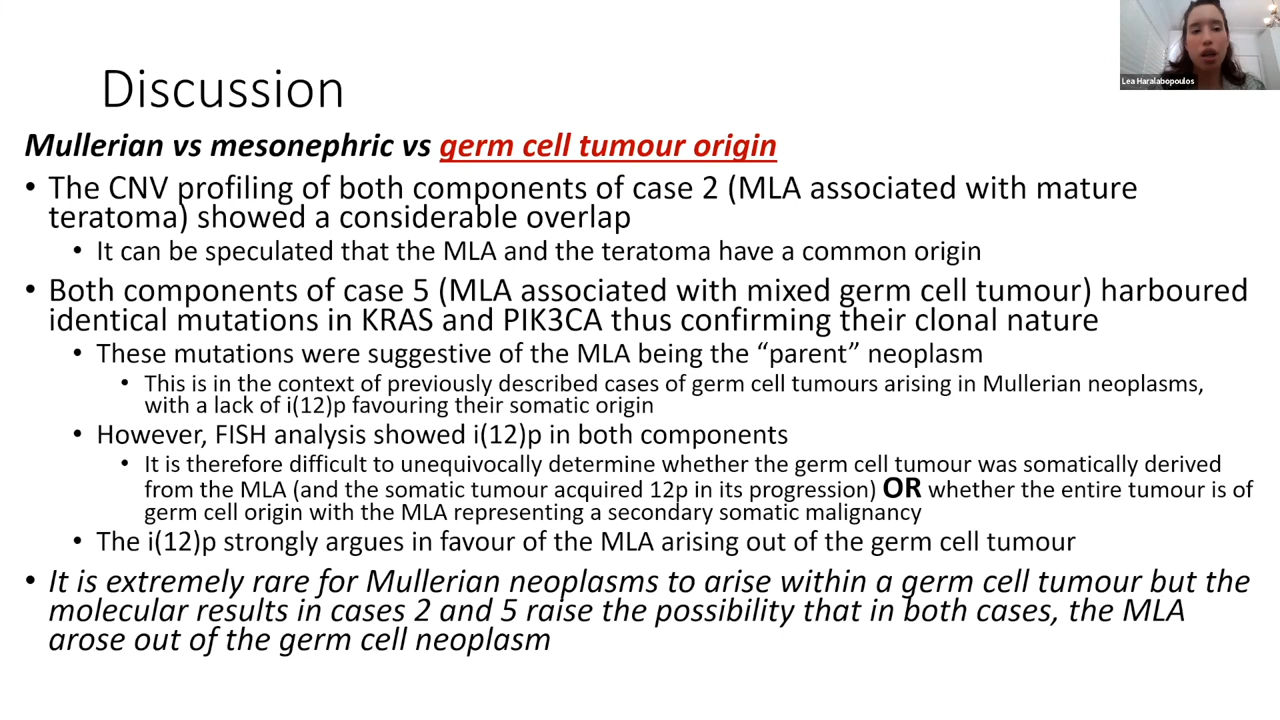 Lea Haralabopoulos
Discussion
Mullerian vs mesonephric vs germ cell tumour origin
• The CNV profiling of both components of case 2 (MLA associated with mature
teratoma) showed a considerable overlap
• It can be speculated that the MLA and the teratoma have a common origin
• Both components of case 5 (MLA associated with mixed germ cell tumour) harboured
identical mutations in KRAS and PIK3CA thus confirming their clonal nature
• These mutations were suggestive of the MLA being the “parent” neoplasm
• This is in the context of previously described cases of germ cell tumours arising in Mullerian neoplasms,
with a lack of i(12)p favouring their somatic origin
• However, FISH analysis showed i(12)p in both components
• It is therefore difficult to unequivocally determine whether the germ cell tumour was somatically derived
from the MLA (and the somatic tumour acquired 12p in its progression) OR whether the entire tumour is of
germ cell origin with the MLA representing a secondary somatic malignancy
• The i(12)p strongly argues in favour of the MLA arising out of the germ cell tumour
• It is extremely rare for Mullerian neoplasms to arise within a germ cell tumour but the
molecular results in cases 2 and 5 raise the possibility that in both cases, the MLA
arose out of the germ cell neoplasm